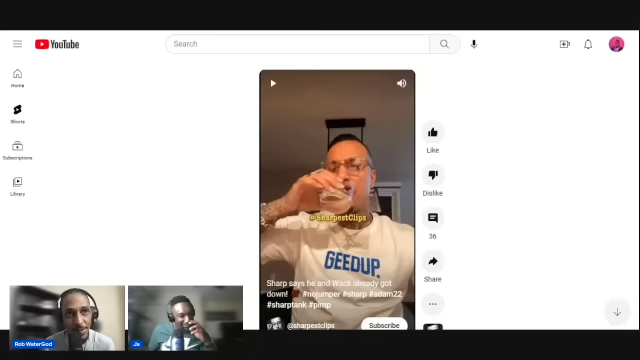 YouTube
Search
Home
Shorts
Subscriptions
Library
@SharpestClips
GEEDUP.
Sharp says he and Wack already got
down! #nojumper #sharp #adam22
#sharptank #pimp
@sharpestclips
Subscribe
Like
Dislike
36
Share
Rob WaterGod
Ja